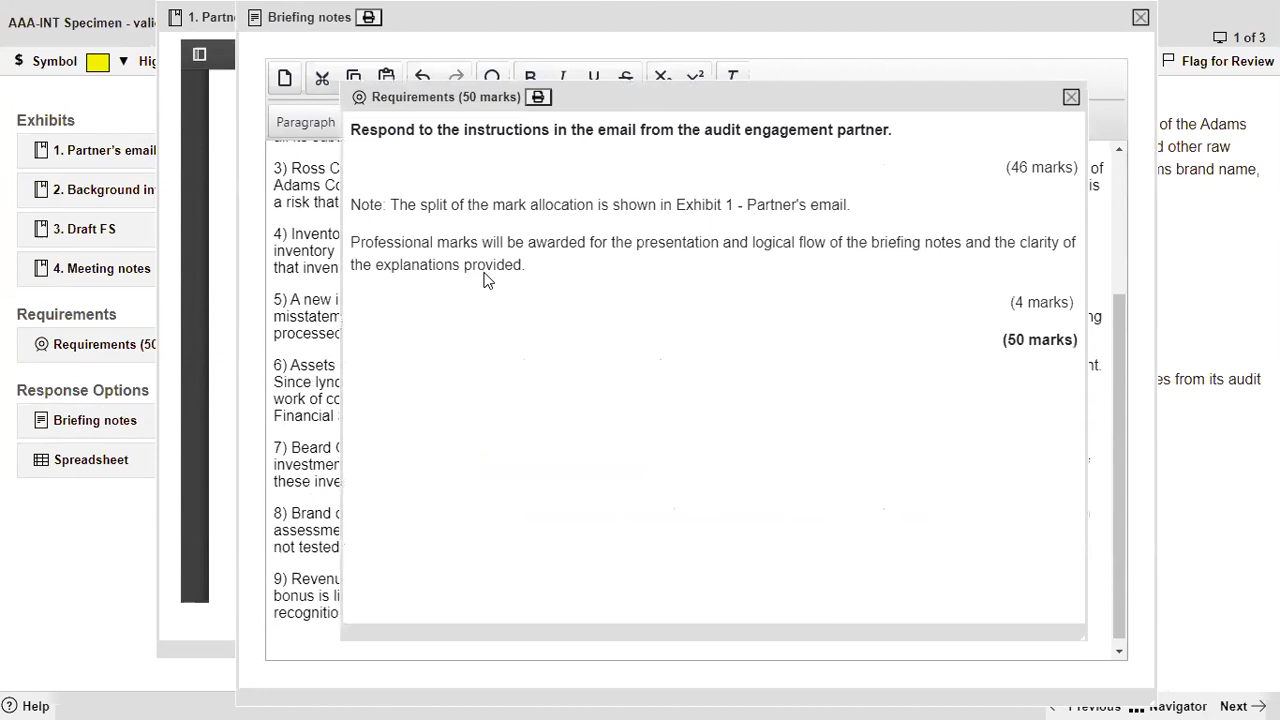 AAA-INT Specimen - vali
1. Partn
Briefing notes
1 of 3
$ Symbol
Hig
Flag for Review
Exhibits
1. Partner's email
2. Background in
3. Draft FS
4. Meeting notes
Requirements
Requirements (50
Response Options
Briefing notes
Spreadsheet
B I U S X X² T
Paragraph
Requirements (50 marks)
Respond to the instructions in the email from the audit engagement partner.
(46 marks)
Note: The split of the mark allocation is shown in Exhibit 1 - Partner's email.
Professional marks will be awarded for the presentation and logical flow of the briefing notes and the clarity of
the explanations provided.
(4 marks)
(50 marks)
3) Ross C
of
Adams Co
is
a risk that
4) Invento
inventory
that inven
5) A new i
misstatem
ng
processed
6) Assets
nt.
Since lync
work of co
Financial
7) Beard C
investmen
these inve
8) Brand
assessme
not tested
9) Revenu
bonus is li
recognitio
of the Adams
d other raw
ms brand name,
es from its audit
Help
Previous
Navigator
Next